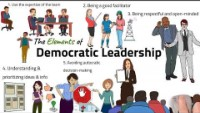 1. Use the expertise of the team
2. Being a good facilitator
3. Being respectful and open-minded
The Elements of
Democratic Leadership
4. Understanding &
prioritizing ideas & info
5. Avoiding autocratic
decision making